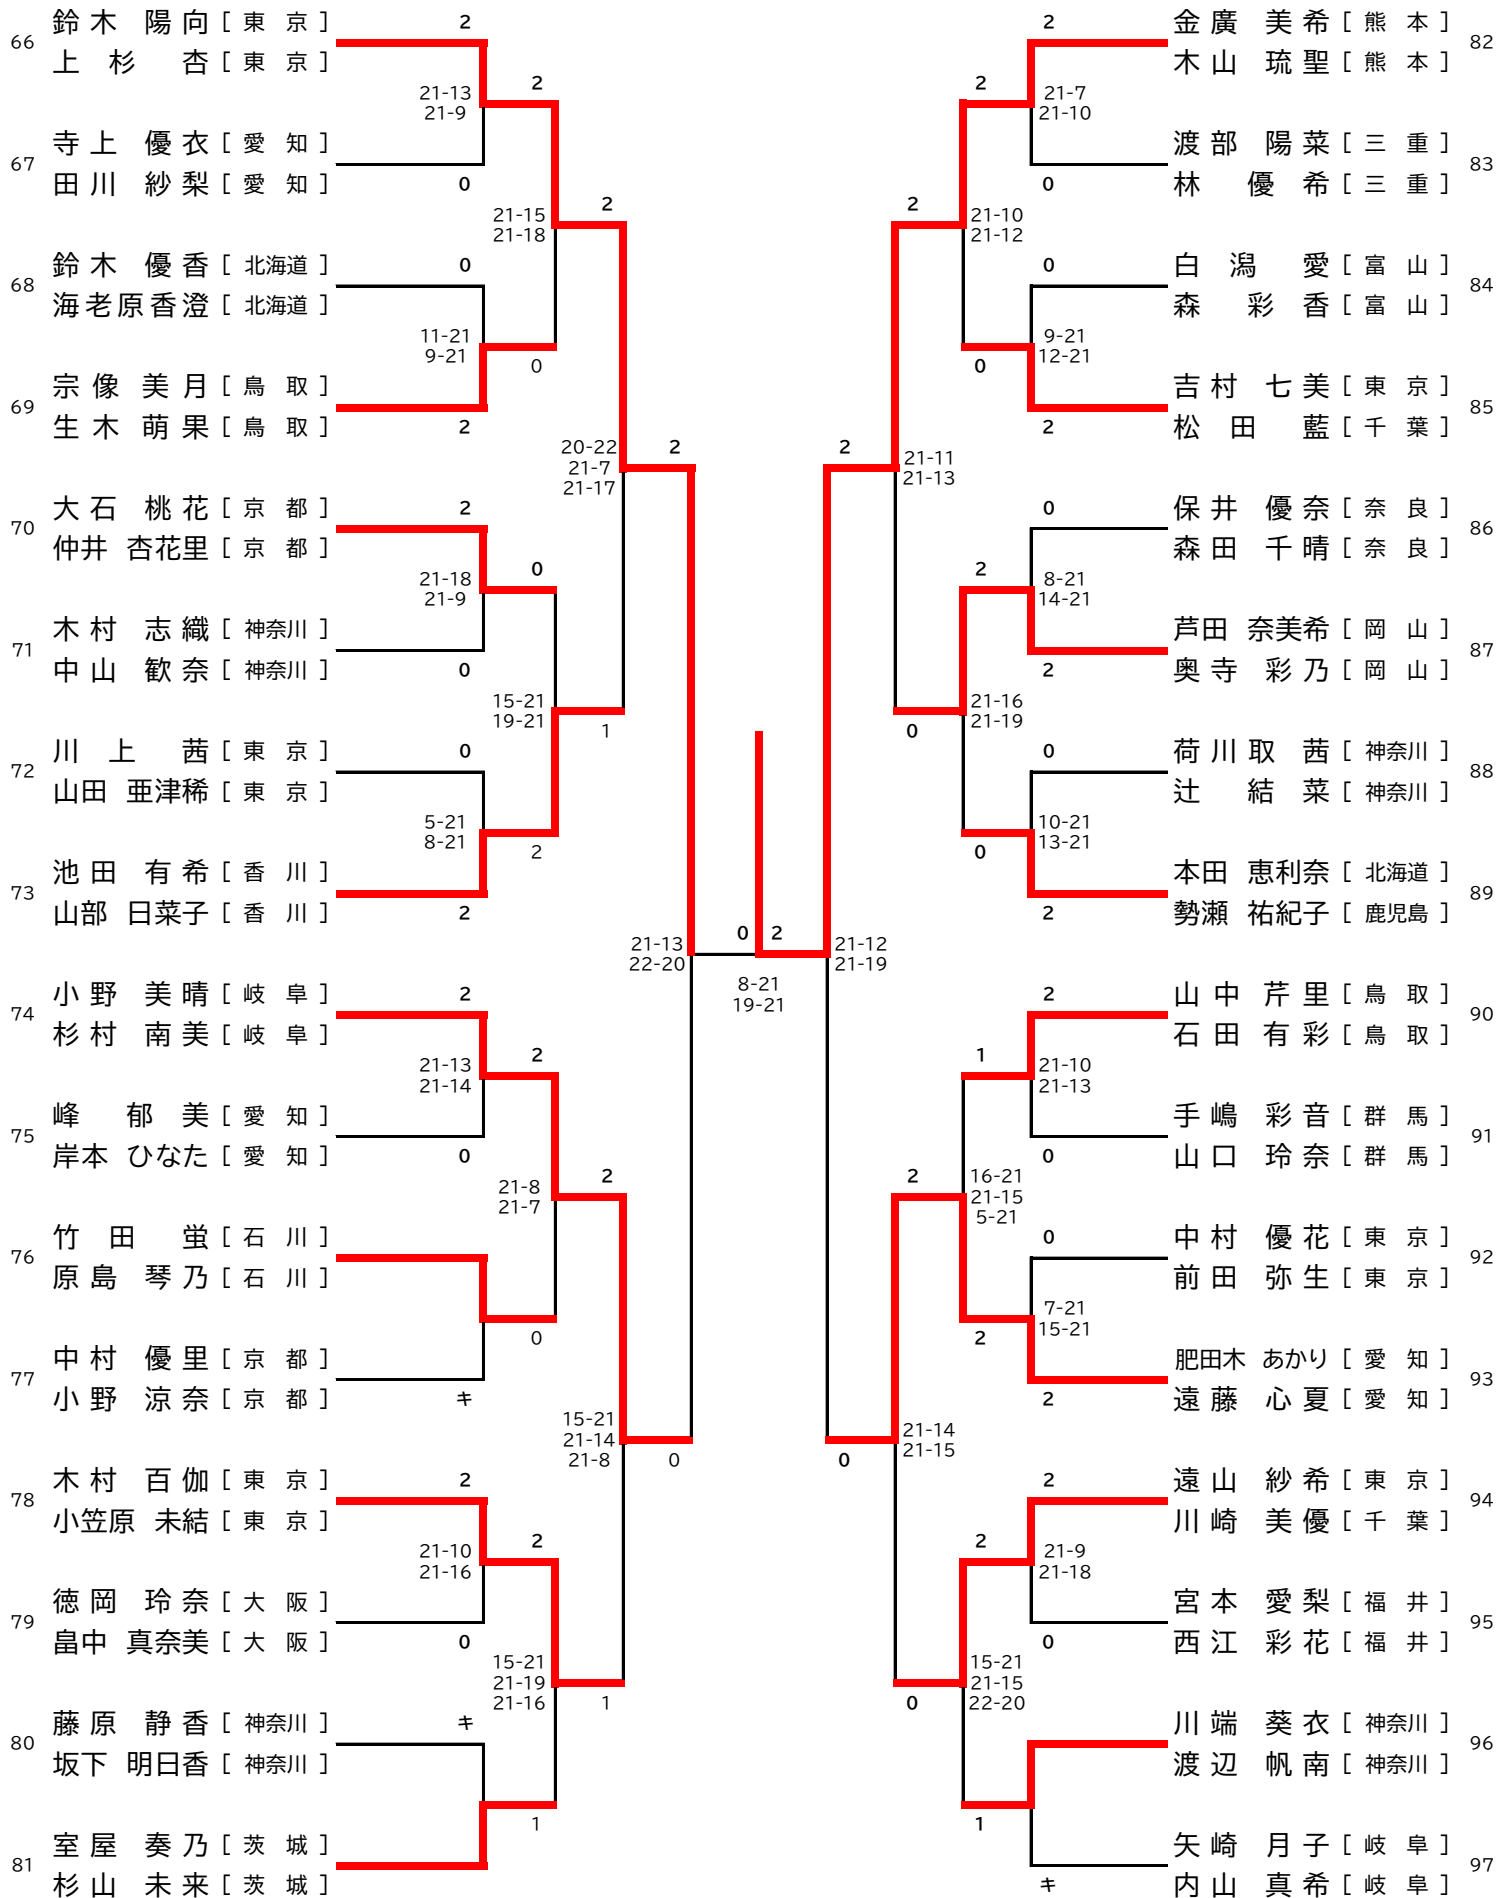 66 鈴木 陽向 [ 東 京 ]
上杉 杏 [ 東 京 ]
2
21-13
21-9
2
67 寺上 優衣 [ 愛 知 ]
田川 紗梨 [ 愛 知 ]
0
21-15
21-18
2
68 鈴木 優香 [ 北海道 ]
海老原香澄 [ 北海道 ]
0
11-21
9-21
0
69 宗像 美月 [ 鳥 取 ]
生木 萌果 [ 鳥 取 ]
2
20-22
21-7
21-17
2
70 大石 桃花 [ 京 都 ]
仲井 杏花里 [ 京 都 ]
2
21-18
21-9
0
71 木村 志織 [ 神奈川 ]
中山 歓奈 [ 神奈川 ]
0
15-21
19-21
1
72 川上 茜 [ 東 京 ]
山田 亜津稀 [ 東 京 ]
0
5-21
8-21
2
73 池田 有希 [ 香 川 ]
山部 日菜子 [ 香 川 ]
2
21-13
22-20
0 2
8-21
19-21
74 小野 美晴 [ 岐 阜 ]
杉村 南美 [ 岐 阜 ]
2
21-13
21-14
2
75 峰 郁美 [ 愛 知 ]
岸本 ひなた [ 愛 知 ]
0
21-8
21-7
2
76 竹田 蛍 [ 石 川 ]
原島 琴乃 [ 石 川 ]
0
77 中村 優里 [ 京 都 ]
小野 涼奈 [ 京 都 ]
キ
15-21
21-14
21-8
0
78 木村 百伽 [ 東 京 ]
小笠原 未結 [ 東 京 ]
2
21-10
21-16
2
79 徳岡 玲奈 [ 大 阪 ]
畠中 真奈美 [ 大 阪 ]
0
15-21
21-19
21-16
1
80 藤原 静香 [ 神奈川 ]
坂下 明日香 [ 神奈川 ]
キ
1
81 室屋 奏乃 [ 茨 城 ]
杉山 未来 [ 茨 城 ]
2
金廣 美希 [ 熊 本 ] 82
木山 琉聖 [ 熊 本 ]
2
21-7
21-10
渡部 陽菜 [ 三 重 ] 83
林 優希 [ 三 重 ]
0
2
21-10
21-12
白潟 愛 [ 富 山 ] 84
森 彩香 [ 富 山 ]
0
0
9-21
12-21
吉村 七美 [ 東 京 ] 85
松田 藍 [ 千 葉 ]
2
2
21-11
21-13
保井 優奈 [ 奈 良 ] 86
森田 千晴 [ 奈 良 ]
0
2
8-21
14-21
芦田 奈美希 [ 岡 山 ] 87
奥寺 彩乃 [ 岡 山 ]
2
0
21-16
21-19
荷川取 茜 [ 神奈川 ] 88
辻 結菜 [ 神奈川 ]
0
0
10-21
13-21
本田 恵利奈 [ 北海道 ] 89
勢瀬 祐紀子 [ 鹿児島 ]
2
21-12
21-19
山中 芹里 [ 鳥 取 ] 90
石田 有彩 [ 鳥 取 ]
2
1
21-10
21-13
手嶋 彩音 [ 群 馬 ] 91
山口 玲奈 [ 群 馬 ]
0
2
16-21
21-15
5-21
中村 優花 [ 東 京 ] 92
前田 弥生 [ 東 京 ]
0
2
7-21
15-21
肥田木 あかり [ 愛 知 ] 93
遠藤 心夏 [ 愛 知 ]
2
0
21-14
21-15
遠山 紗希 [ 東 京 ] 94
川崎 美優 [ 千 葉 ]
2
2
21-9
21-18
宮本 愛梨 [ 福 井 ] 95
西江 彩花 [ 福 井 ]
0
0
15-21
21-15
22-20
川端 葵衣 [ 神奈川 ] 96
渡辺 帆南 [ 神奈川 ]
1
矢崎 月子 [ 岐 阜 ] 97
内山 真希 [ 岐 阜 ]
キ